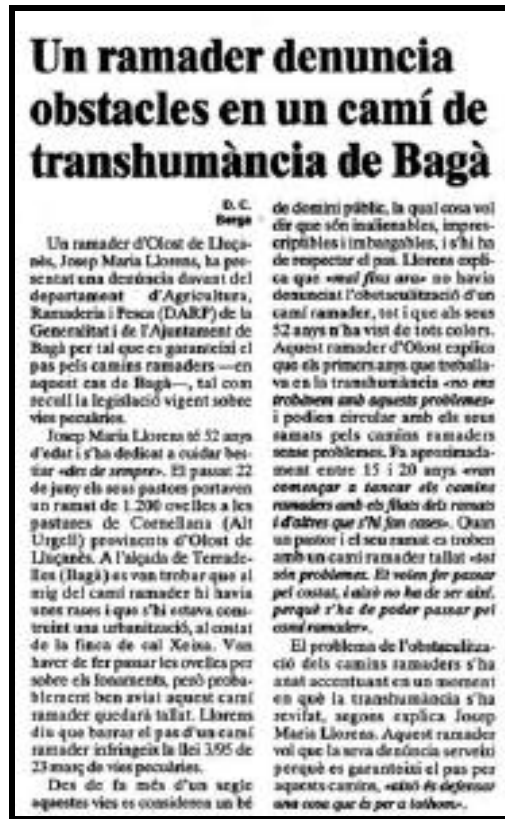 Un ramader denuncia
obstacles en un camí de
transhumància de Bagà
D. C.
Berga
Un ramader d'Olost de Lluça-
nès, Josep Maria Llorens, ha pre-
sentat una denúncia davant del
departament d'Agricultura,
Ramaderia i Pesca (DARP) de la
Generalitat i de l'Ajuntament de
Bagà per tal que es garanteixi el
pas pels camins ramaders —en
aquest cas de Bagà—, tal com
recull la legislació vigent sobre
vies pecuàries.
Josep Maria Llorens té 52 anys
d'edat i s'ha dedicat a cuidar bes-
tiar «des de sempre». El passat 22
de juny els seus pastors portaven
un ramat de 1.200 ovelles a les
pastures de Cornellana (Alt
Urgell) provinents d'Olost de
Lluçanès. A l'alçada de Terrade-
lles (Bagà) es van trobar que al
mig del camí ramader hi havia
unes rases i que s'hi estava cons-
truint una urbanització, al costat
de la finca de cal Xeixa. Van
haver de fer passar les ovelles per
sobre els fonaments, però proba-
blement ben aviat aquest camí
ramader quedarà tallat. Llorens
diu que barrar el pas d'un camí
ramader infringeix la llei 3/95 de
23 març de vies pecuàries.
Des de fa més d'un segle
aquestes vies es consideren un bé
de domini públic, la qual cosa vol
dir que són inalienables, impres-
criptibles i imbargables, i s'hi ha
de respectar el pas. Llorens expli-
ca que «mai fins ara» no havia
denunciat l'obstaculització d'un
camí ramader, tot i que als seus
52 anys n'ha vist de tots colors.
Aquest ramader d'Olost explica
que els primers anys que treballa-
va en la transhumància «no ens
trobàvem amb aquests problemes»
i podien circular amb els seus
ramats pels camins ramaders
sense problemes. Fa aproximada-
ment entre 15 i 20 anys «van
començar a tancar els camins
ramaders amb els filats dels ramats
i d'altres que s'hi fan cases». Quan
un pastor i el seu ramat es troben
amb un camí ramader tallat «tot
són problemes. Et volen fer passar
pel costat, i això no ha de ser així,
perquè s'ha de poder passar pel
camí ramader».
El problema de l'obstaculitza-
ció dels camins ramaders s'ha
anat accentuant en un moment
en què la transhumància s'ha
revifat, segons explica Josep
Maria Llorens. Aquest ramader
vol que la seva denúncia serveixi
perquè es garanteixi el pas per
aquests camins, «això és defensar
una cosa que és per a tothom».